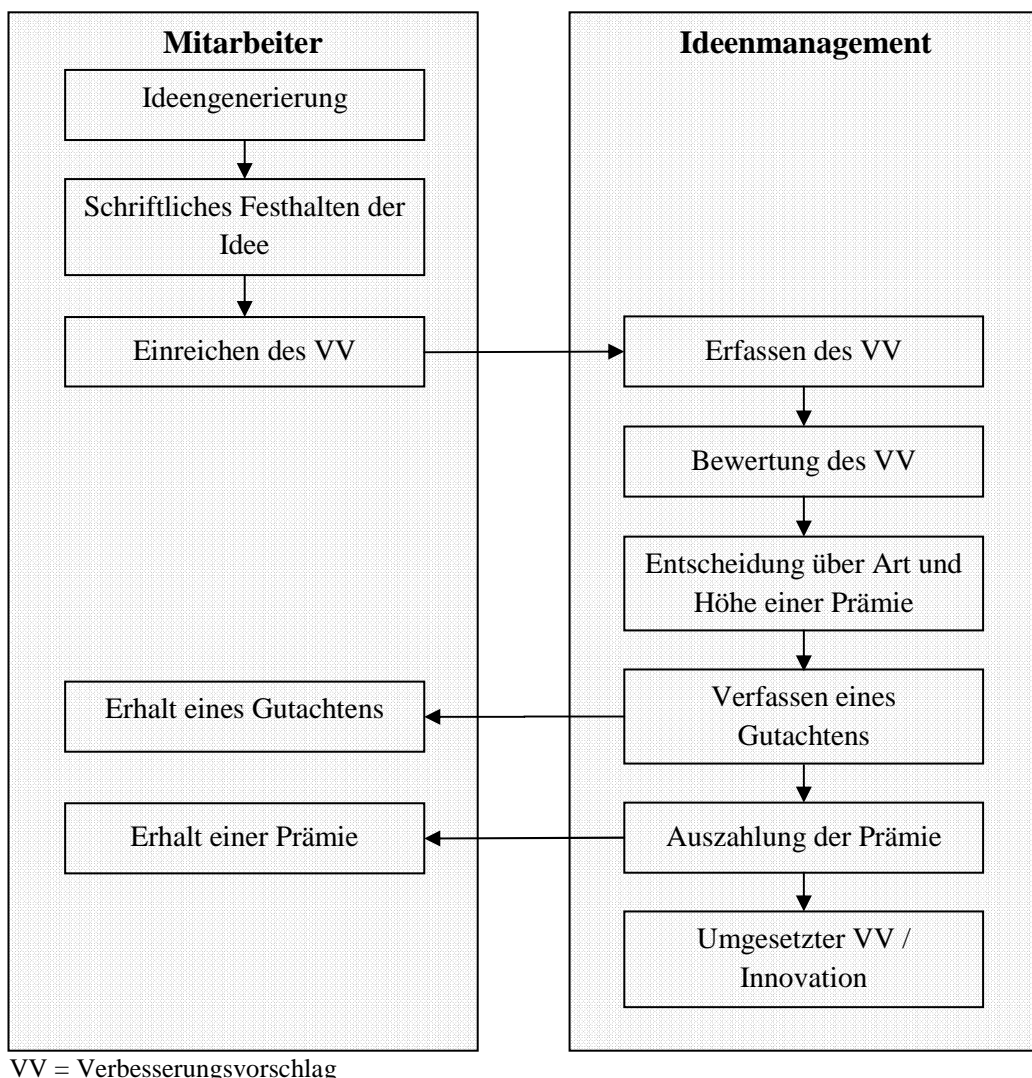 Mitarbeiter
Ideengenerierung
Schriftliches Festhalten der
Idee
Einreichen des VV
Erhalt eines Gutachtens
Erhalt einer Prämie
Ideenmanagement
Erfassen des VV
Bewertung des VV
Entscheidung über Art und
Höhe einer Prämie
Verfassen eines
Gutachtens
Auszahlung der Prämie
Umgesetzter VV /
Innovation
VV = Verbesserungsvorschlag